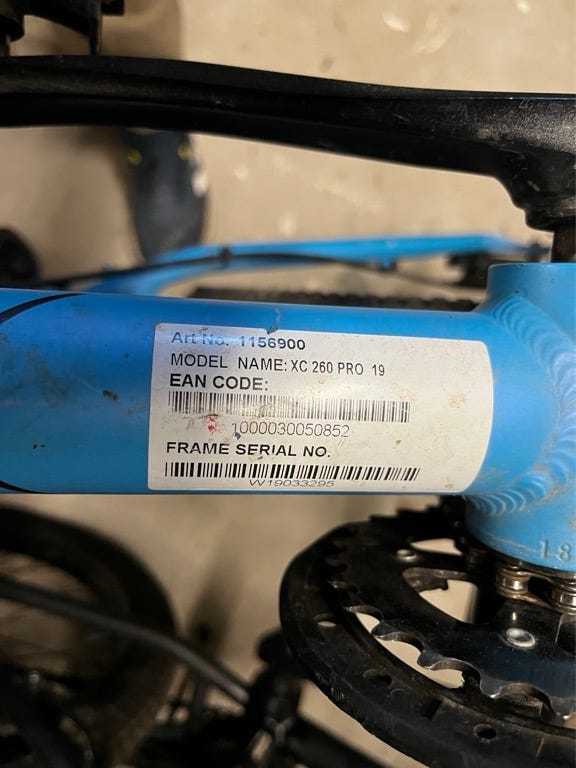 Art No. 1156900
MODEL NAME: XC 260 PRO 19
EAN CODE:
1000030050852
FRAME SERIAL NO.
W19033295
18